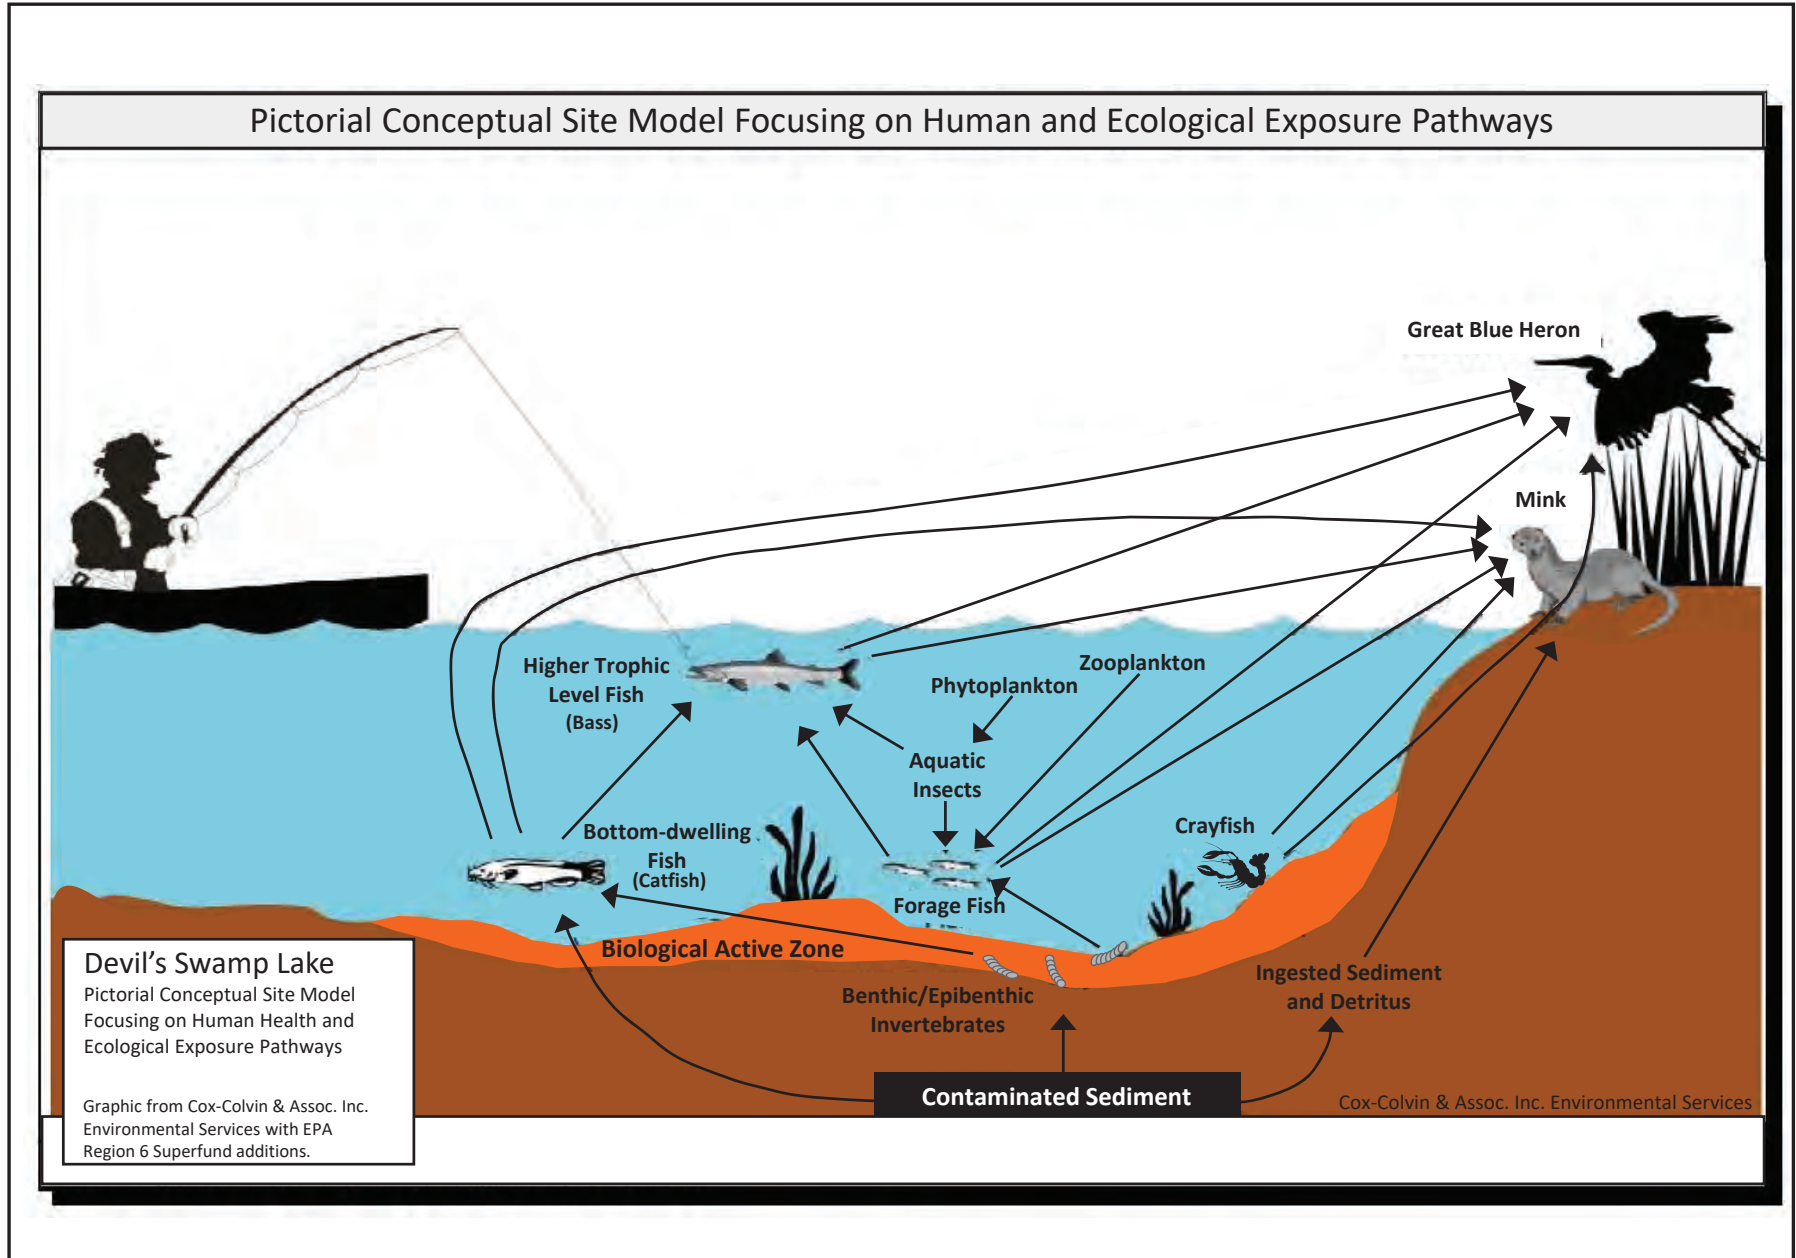 Pictorial Conceptual Site Model Focusing on Human and Ecological Exposure Pathways
Great Blue Heron
Mink
Higher Trophic
Level Fish
(Bass)
Zooplankton
Phytoplankton
Aquatic
Insects
Bottom-dwelling
Fish
(Catfish)
Crayfish
Forage Fish
Biological Active Zone
Benthic/Epibenthic
Invertebrates
Ingested Sediment
and Detritus
Contaminated Sediment
Cox-Colvin & Assoc. Inc. Environmental Services
Devil's Swamp Lake
Pictorial Conceptual Site Model
Focusing on Human Health and
Ecological Exposure Pathways
Graphic from Cox-Colvin & Assoc. Inc.
Environmental Services with EPA
Region 6 Superfund additions.